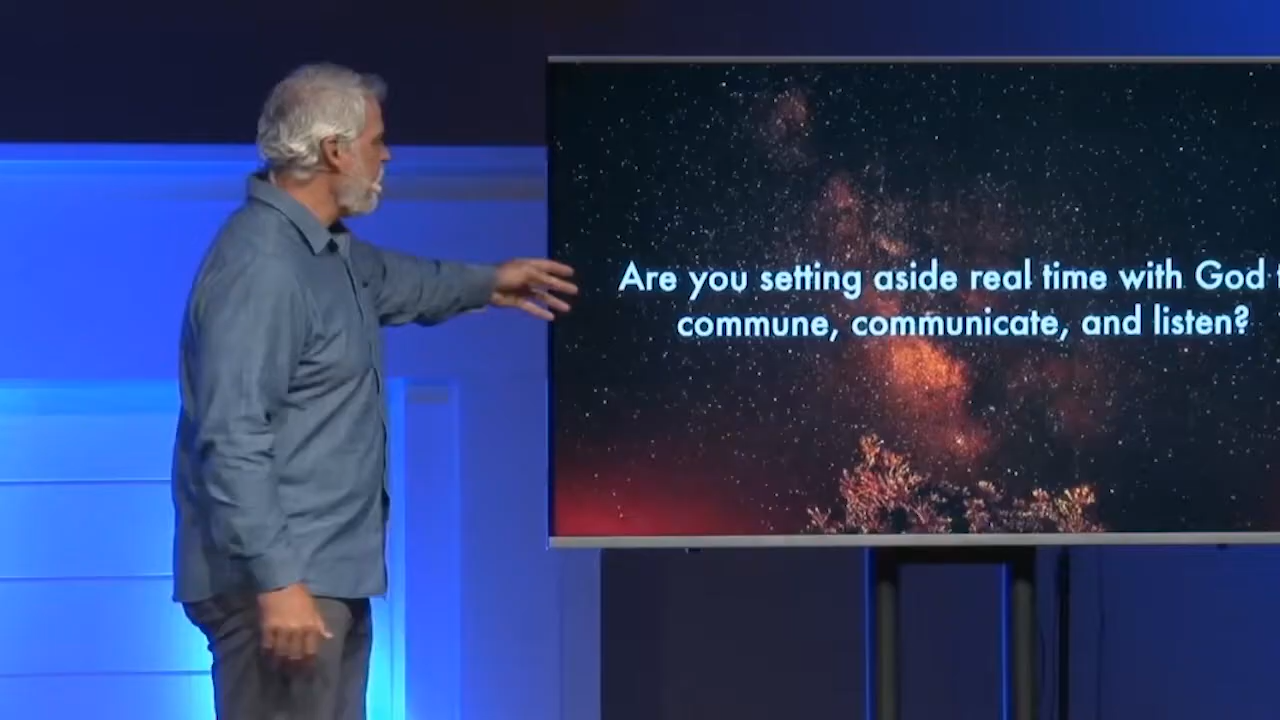 Are you setting aside real time with God
commune, communicate, and listen?